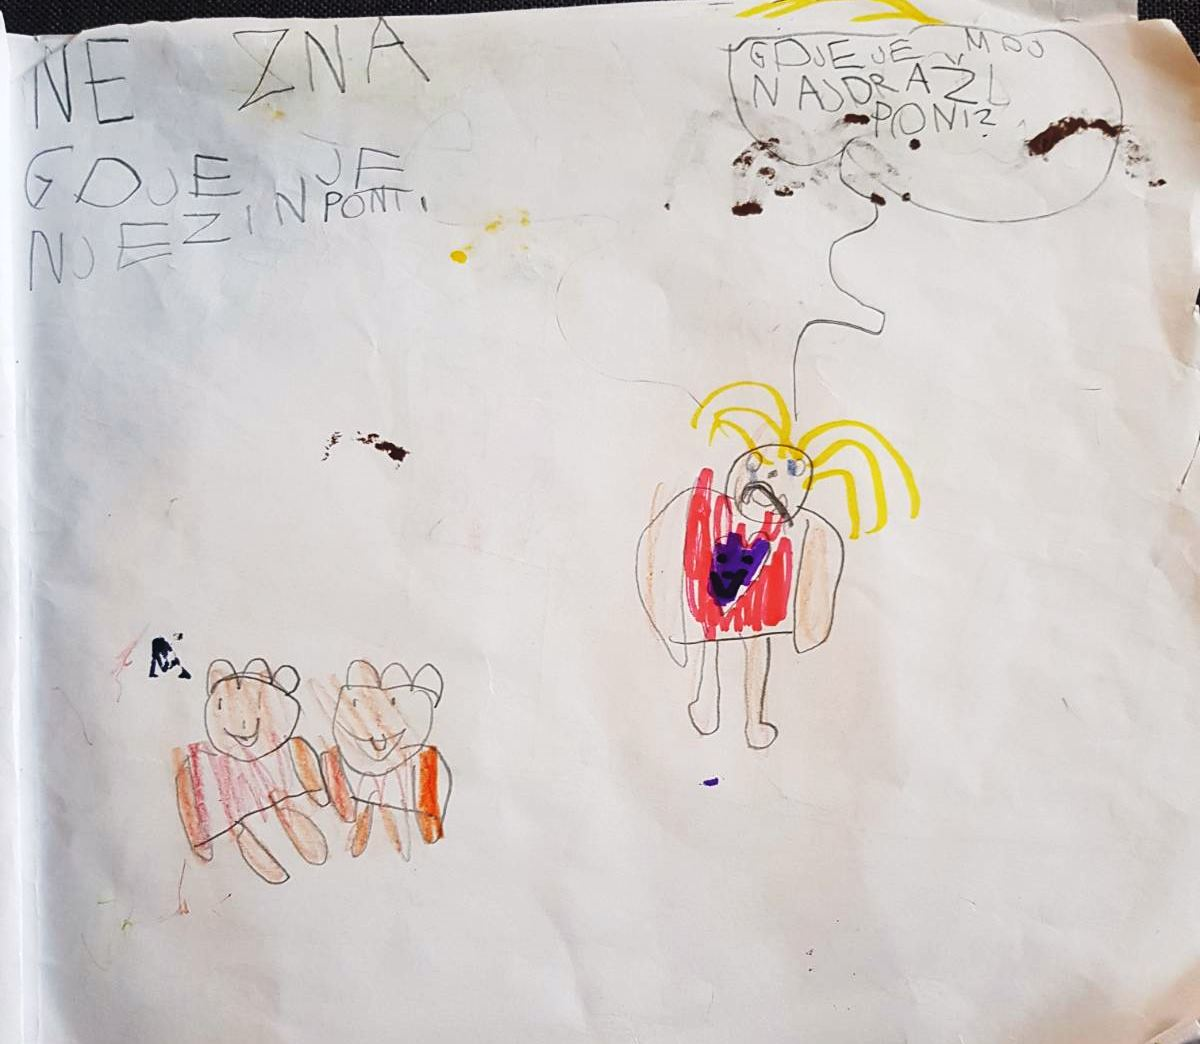 NE ZNA
GDJE JE
NJEZIN PONI.
GDJE JE MOJ
NAJDRAŽI
PONI?